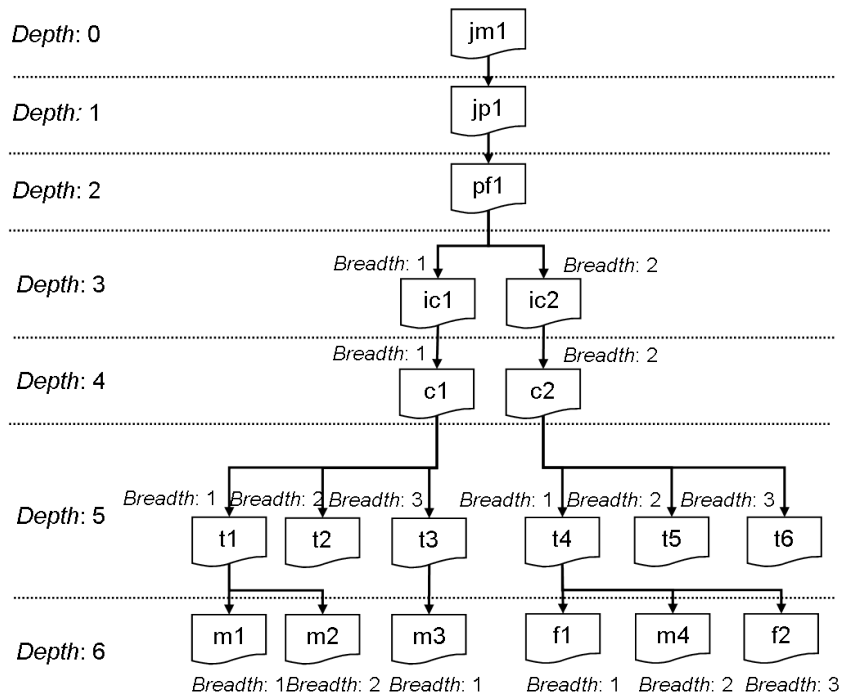 Depth: 0
jm1
Depth: 1
jp1
Depth: 2
pf1
Breadth: 1 Breadth: 2
Depth: 3
ic1 ic2
Breadth: 1 Breadth: 2
Depth: 4
c1 c2
Breadth: 1 Breadth: 2 Breadth: 3 Breadth: 1 Breadth: 2 Breadth: 3
Depth: 5
t1 t2 t3 t4 t5 t6
m1 m2 m3 f1 m4 f2
Depth: 6
Breadth: 1 Breadth: 2 Breadth: 1 Breadth: 1 Breadth: 2 Breadth: 3